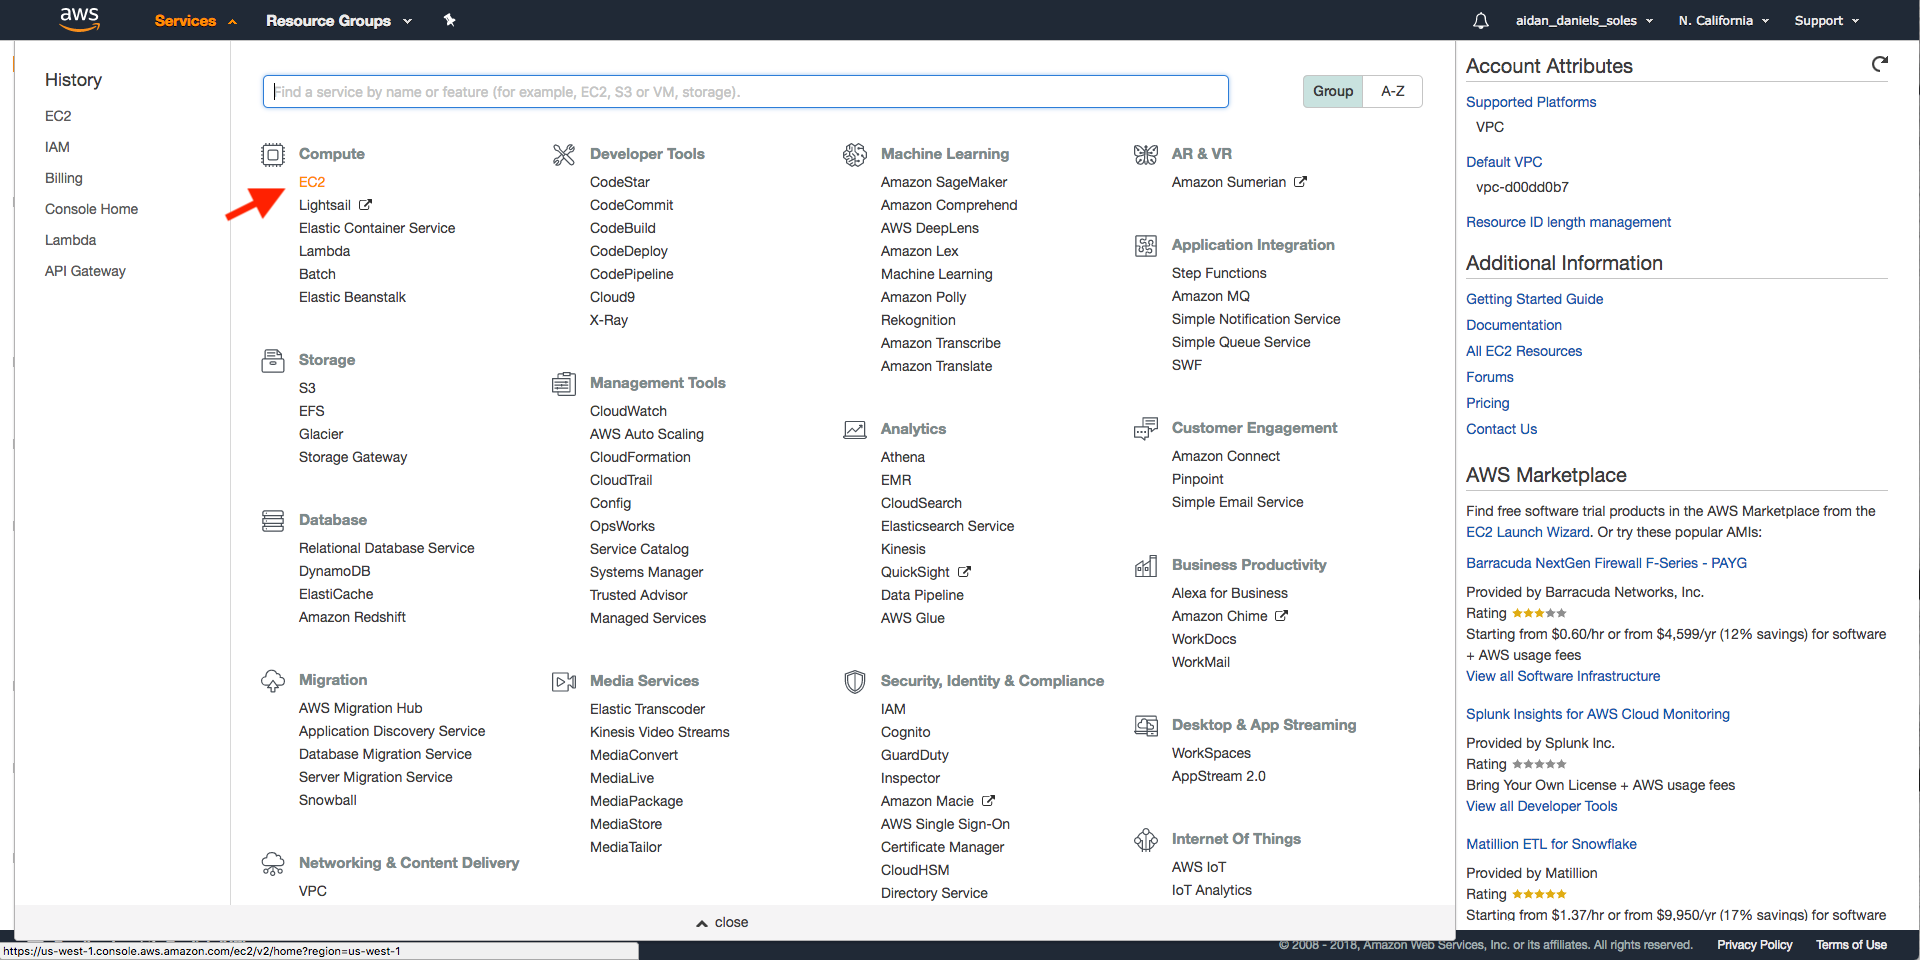 aws
Services
Resource Groups
aidan_daniels_soles
N. California
Support
History
EC2
IAM
Billing
Console Home
Lambda
API Gateway
Find a service by name or feature (for example, EC2, S3 or VM, storage).
Group
A-Z
Compute
EC2
Lightsail
Elastic Container Service
Lambda
Batch
Elastic Beanstalk
Storage
S3
EFS
Glacier
Storage Gateway
Database
Relational Database Service
DynamoDB
ElastiCache
Amazon Redshift
Migration
AWS Migration Hub
Application Discovery Service
Database Migration Service
Server Migration Service
Snowball
Networking & Content Delivery
VPC
Developer Tools
CodeStar
CodeCommit
CodeBuild
CodeDeploy
CodePipeline
Cloud9
X-Ray
Management Tools
CloudWatch
AWS Auto Scaling
CloudFormation
CloudTrail
Config
OpsWorks
Service Catalog
Systems Manager
Trusted Advisor
Managed Services
Media Services
Elastic Transcoder
Kinesis Video Streams
MediaConvert
MediaLive
MediaPackage
MediaStore
MediaTailor
Machine Learning
Amazon SageMaker
Amazon Comprehend
AWS DeepLens
Amazon Lex
Machine Learning
Amazon Polly
Rekognition
Amazon Transcribe
Amazon Translate
Analytics
Athena
EMR
CloudSearch
Elasticsearch Service
Kinesis
QuickSight
Data Pipeline
AWS Glue
Security, Identity & Compliance
IAM
Cognito
GuardDuty
Inspector
Amazon Macie
AWS Single Sign-On
Certificate Manager
CloudHSM
Directory Service
AR & VR
Amazon Sumerian
Application Integration
Step Functions
Amazon MQ
Simple Notification Service
Simple Queue Service
SWF
Customer Engagement
Amazon Connect
Pinpoint
Simple Email Service
Business Productivity
Alexa for Business
Amazon Chime
WorkDocs
WorkMail
Desktop & App Streaming
WorkSpaces
AppStream 2.0
Internet Of Things
AWS IoT
IoT Analytics
close
Account Attributes
Supported Platforms
VPC
Default VPC
vpc-d00dd0b7
Resource ID length management
Additional Information
Getting Started Guide
Documentation
All EC2 Resources
Forums
Pricing
Contact Us
AWS Marketplace
Find free software trial products in the AWS Marketplace from the
EC2 Launch Wizard. Or try these popular AMIs:
Barracuda NextGen Firewall F-Series - PAYG
Provided by Barracuda Networks, Inc.
Rating
Starting from $0.60/hr or from $4,599/yr (12% savings) for software
+ AWS usage fees
View all Software Infrastructure
Splunk Insights for AWS Cloud Monitoring
Provided by Splunk Inc.
Rating
Bring Your Own License + AWS usage fees
View all Developer Tools
Matillion ETL for Snowflake
Provided by Matillion
Rating
Starting from $1.37/hr or from $9,950/yr (17% savings) for software
https://us-west-1.console.aws.amazon.com/ec2/v2/home?region=us-west-1
© 2008 - 2018, Amazon Web Services, Inc. or its affiliates. All rights reserved.
Privacy Policy
Terms of Use